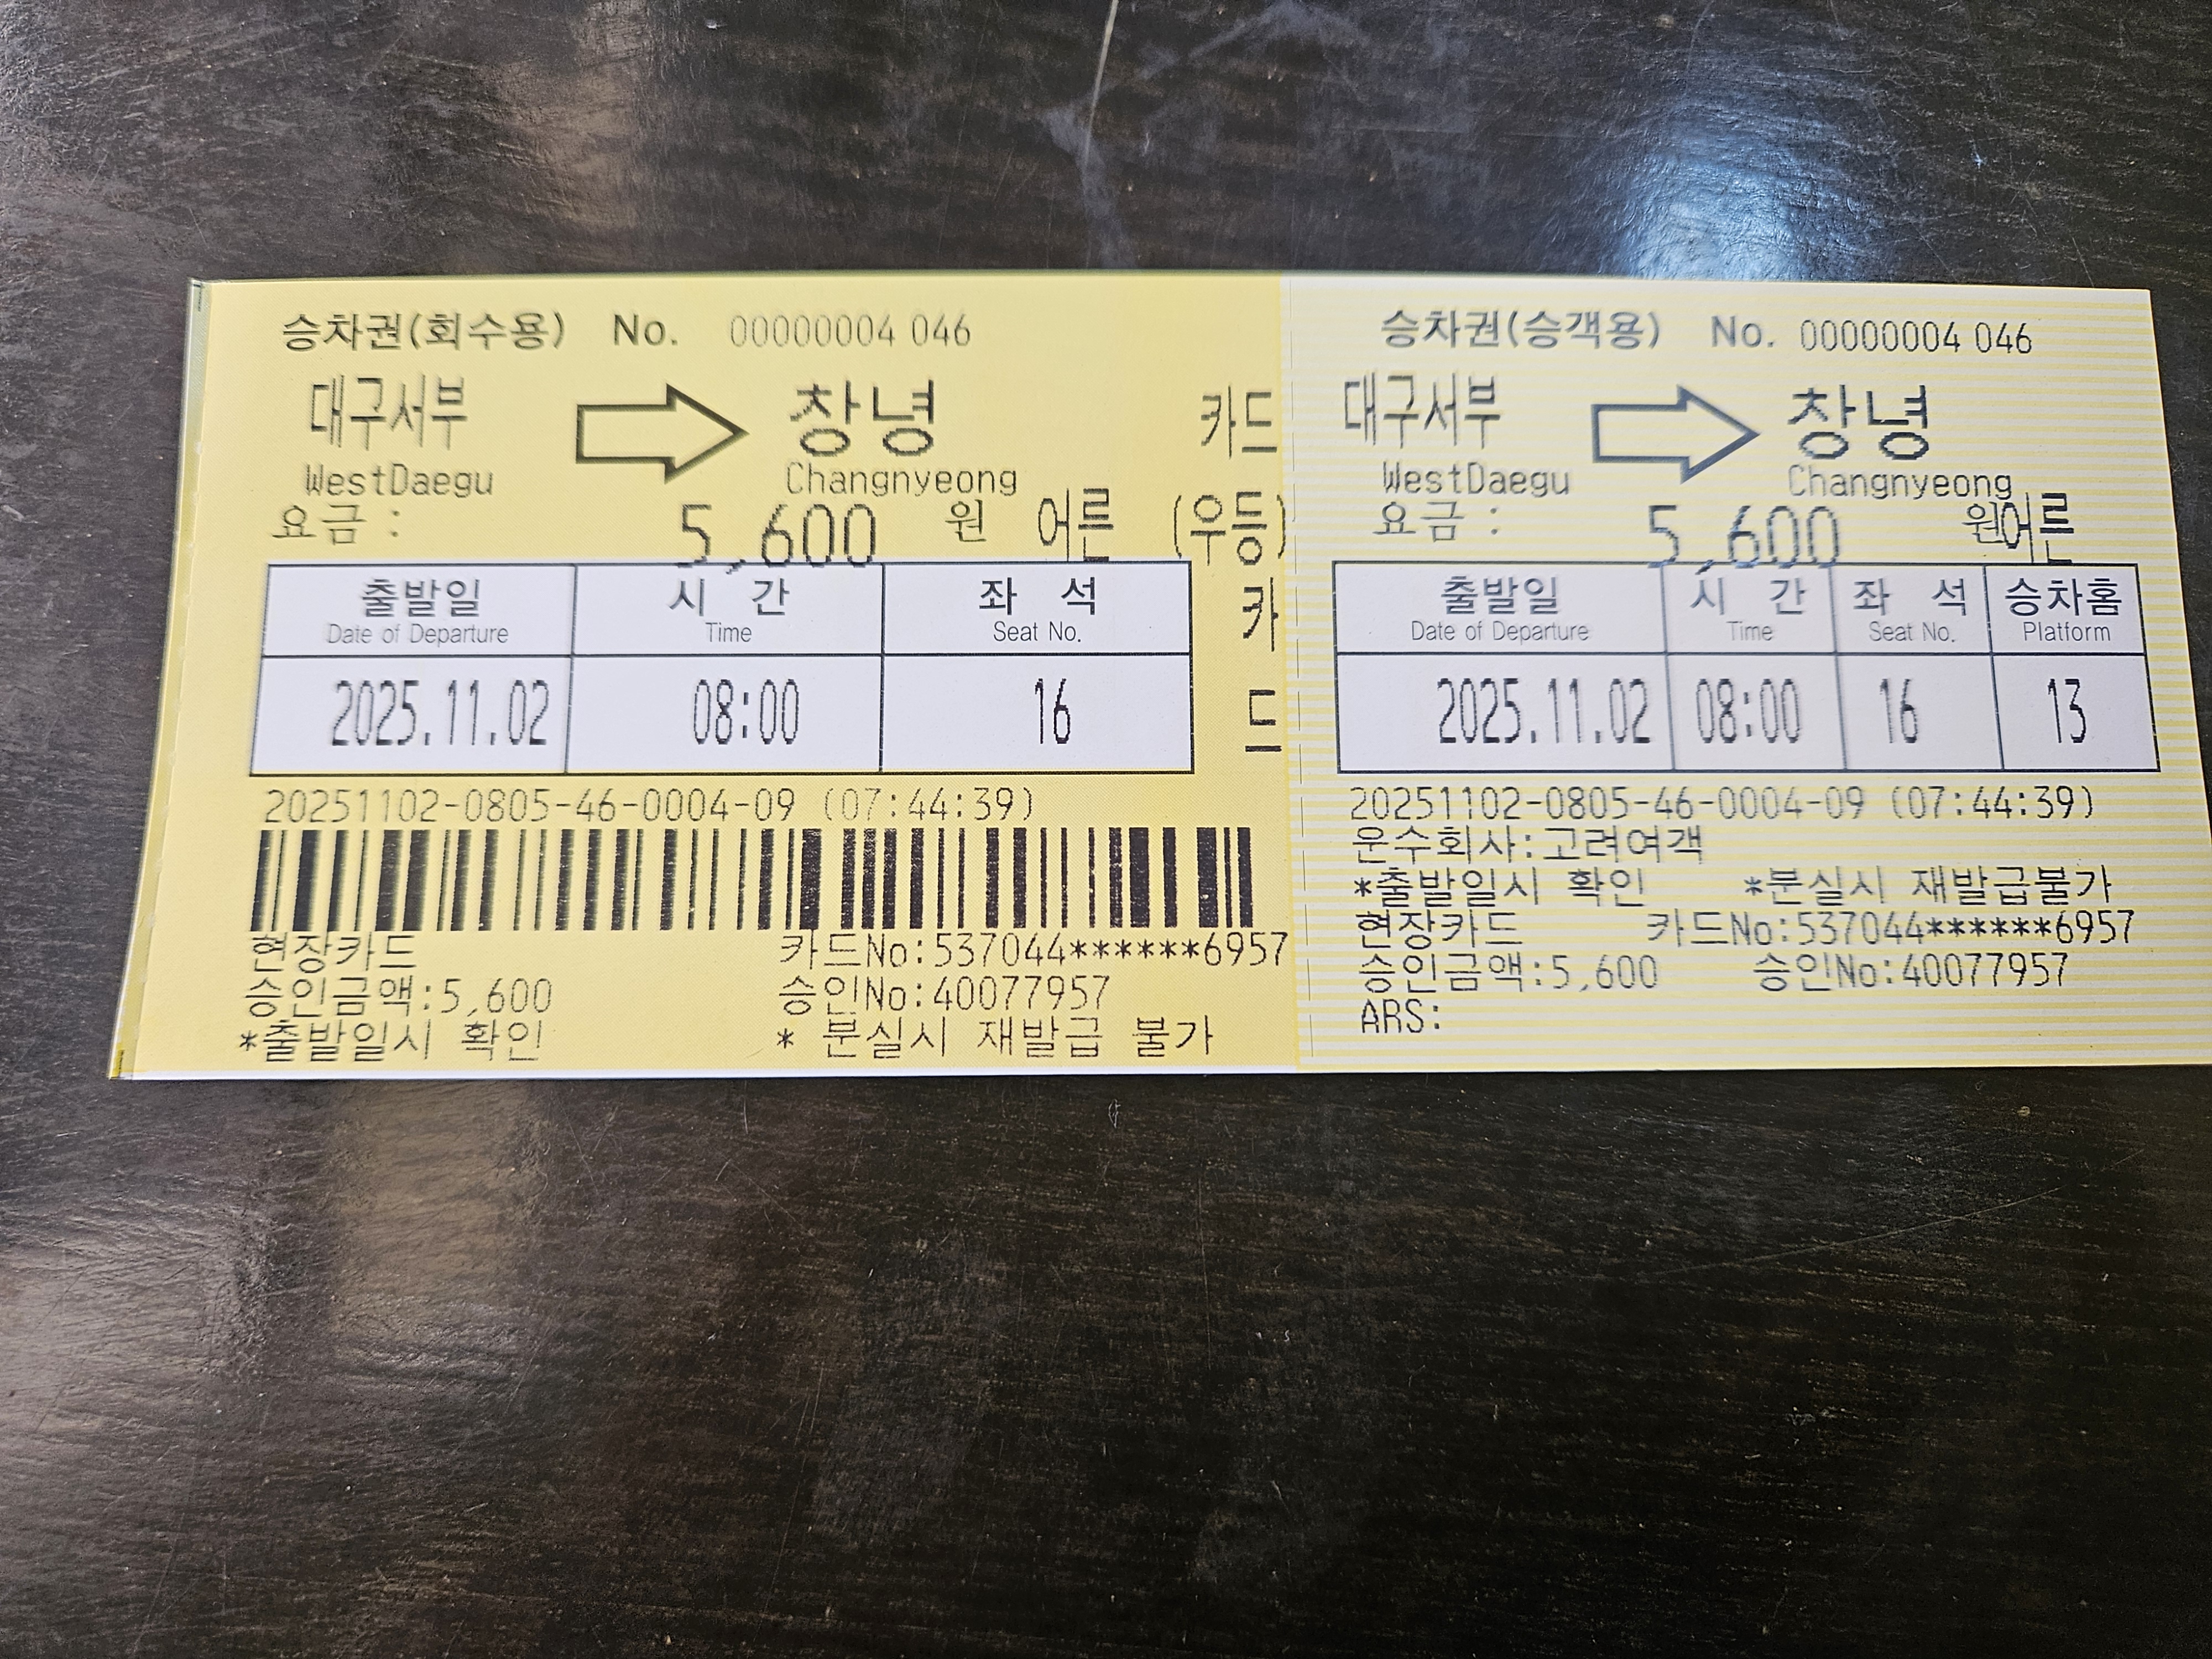 승차권(회수용) No. 00000004 046
대구서부 창녕 카드
WestDaegu Changnyeong
요금 : 5,600 원 어른 (우등)
출발일 시 간 좌 석 카
Date of Departure Time Seat No.
2025.11.02 08:00 16 드
20251102-0805-46-0004-09 (07:44:39)
현장카드 카드No:537044******6957
승인금액:5,600 승인No:40077957
*출발일시 확인 * 분실시 재발급 불가
승차권(승객용) No. 00000004 046
대구서부 창녕
WestDaegu Changnyeong
요금 : 5,600 원어른
출발일 시 간 좌 석 승차홈
Date of Departure Time Seat No. Platform
2025.11.02 08:00 16 13
20251102-0805-46-0004-09 (07:44:39)
운수회사:고려여객
*출발일시 확인 *분실시 재발급불가
현장카드 카드No:537044******6957
승인금액:5,600 승인No:40077957
ARS: